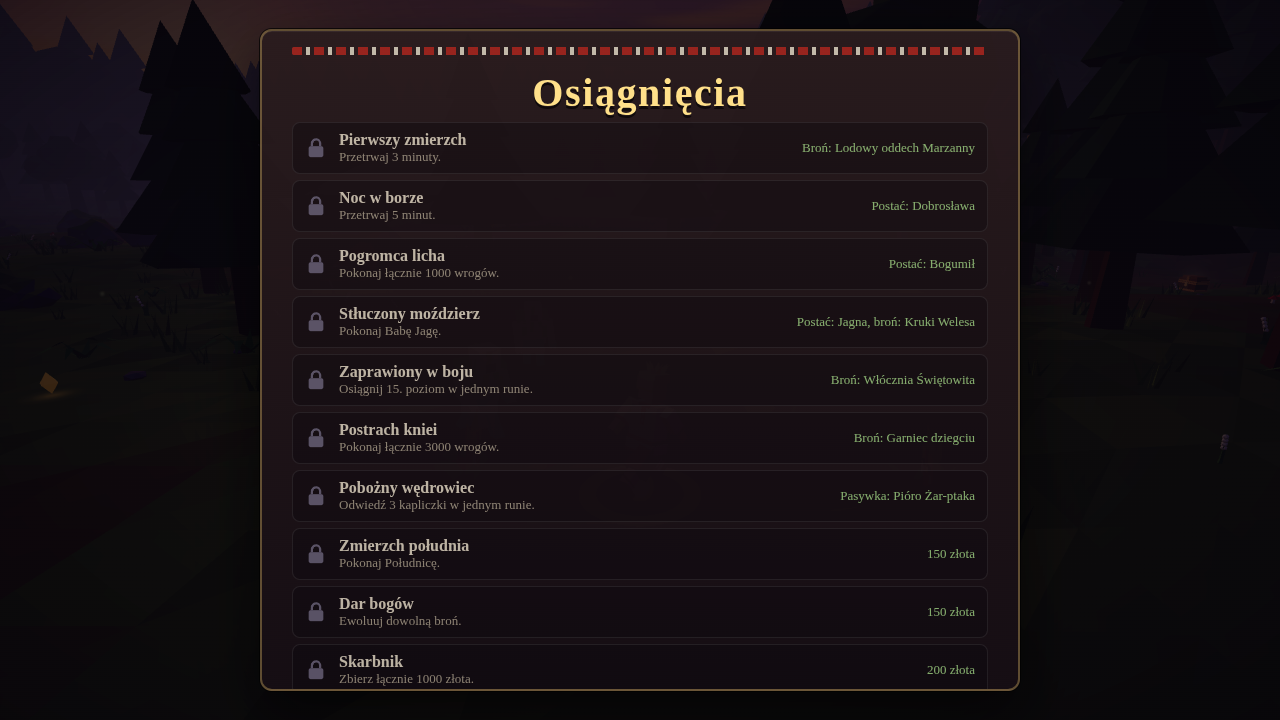 Osiągnięcia
Pierwszy zmierzch
Przetrwaj 3 minuty.
Broń: Lodowy oddech Marzanny
Noc w borze
Przetrwaj 5 minut.
Postać: Dobrosława
Pogromca licha
Pokonaj łącznie 1000 wrogów.
Postać: Bogumił
Stłuczony moździerz
Pokonaj Babę Jagę.
Postać: Jagna, broń: Kruki Welesa
Zaprawiony w boju
Osiągnij 15. poziom w jednym runie.
Broń: Włócznia Świętowita
Postrach kniei
Pokonaj łącznie 3000 wrogów.
Broń: Garniec dziegciu
Pobożny wędrowiec
Odwiedź 3 kapliczki w jednym runie.
Pasywka: Pióro Żar-ptaka
Zmierzch południa
Pokonaj Południcę.
150 złota
Dar bogów
Ewoluuj dowolną broń.
150 złota
Skarbnik
Zbierz łącznie 1000 złota.
200 złota